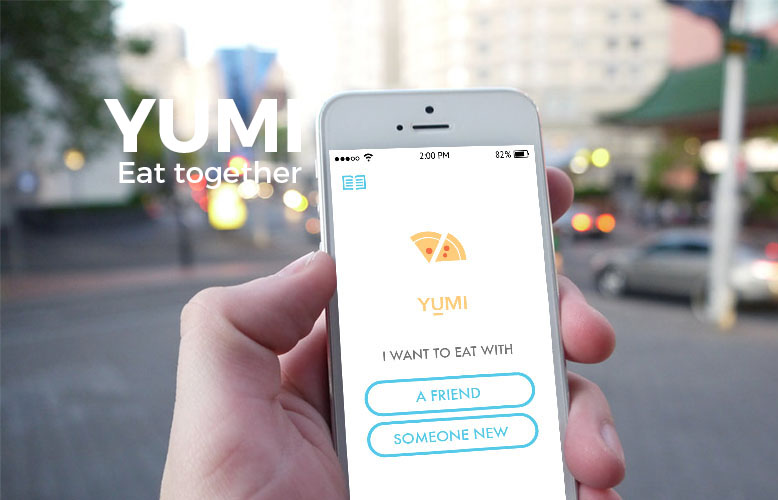 YUMI
Eat together
2:00 PM
82%
YUMI
I WANT TO EAT WITH
A FRIEND
SOMEONE NEW